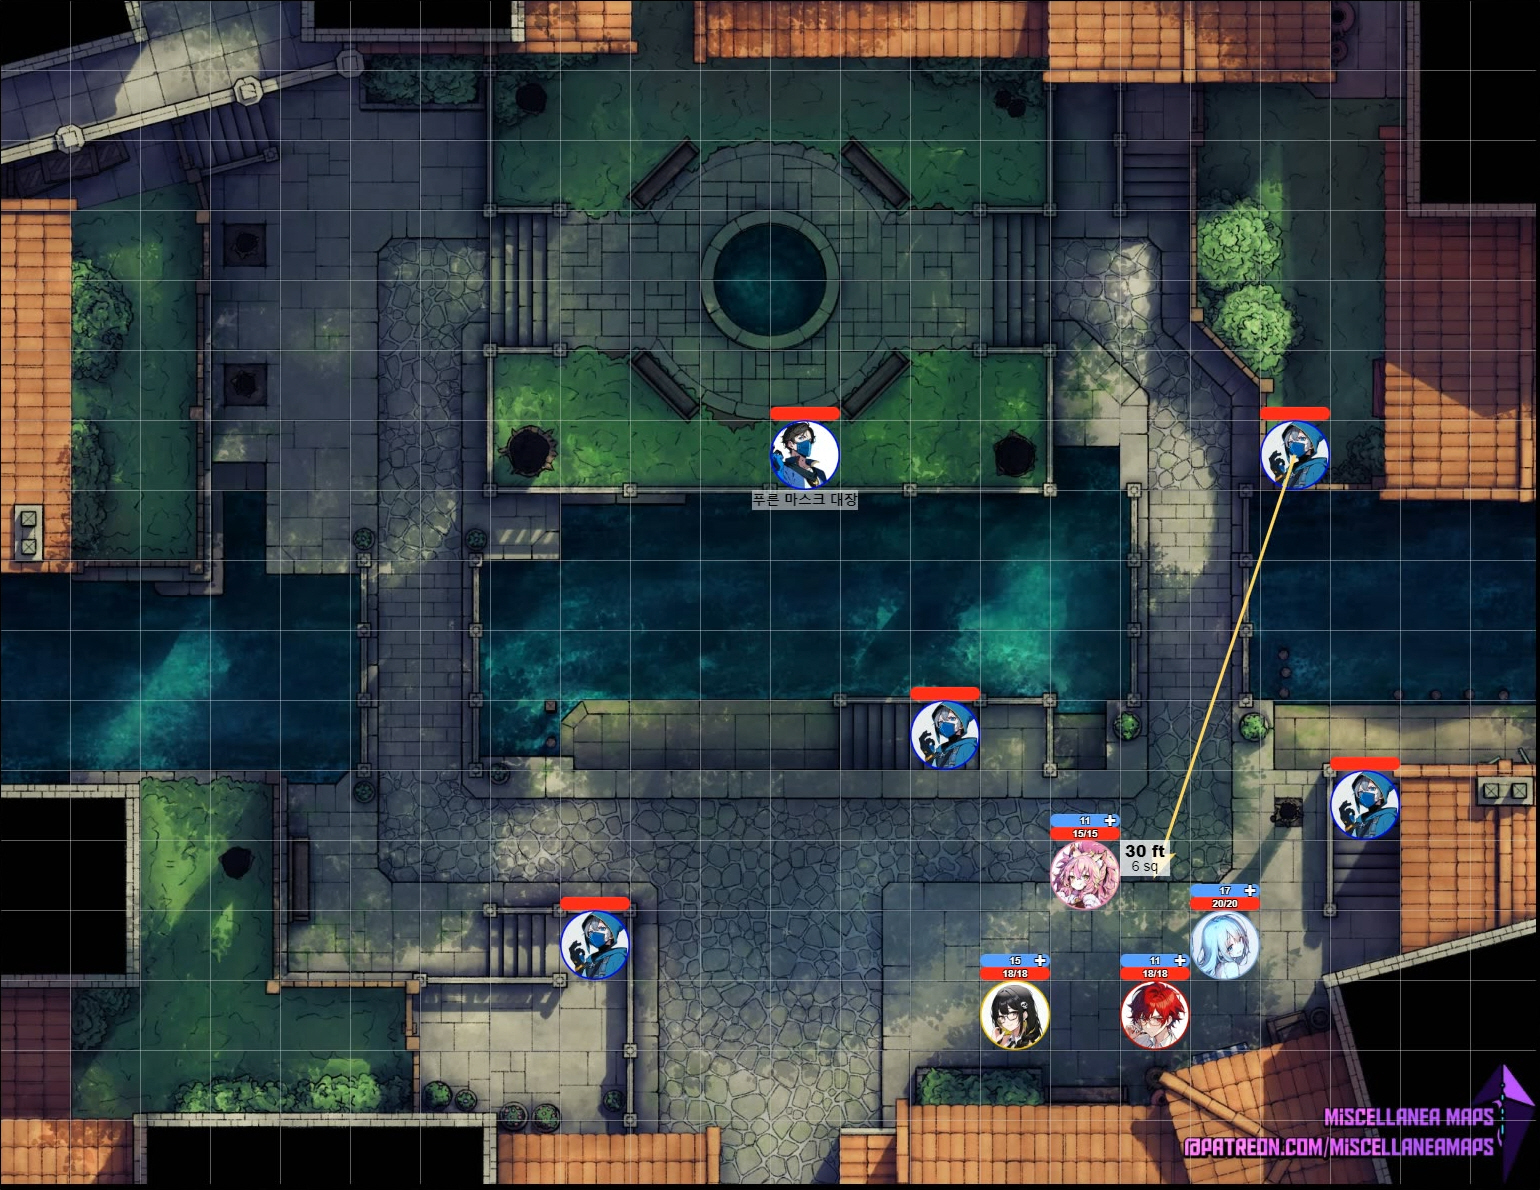 푸른 마스크 대장
11
15/15
30 ft
6 sq
17
20/20
15
18/18
11
18/18
MISCELLANEA MAPS
@PATREON.COM/MISCELLANEAMAPS